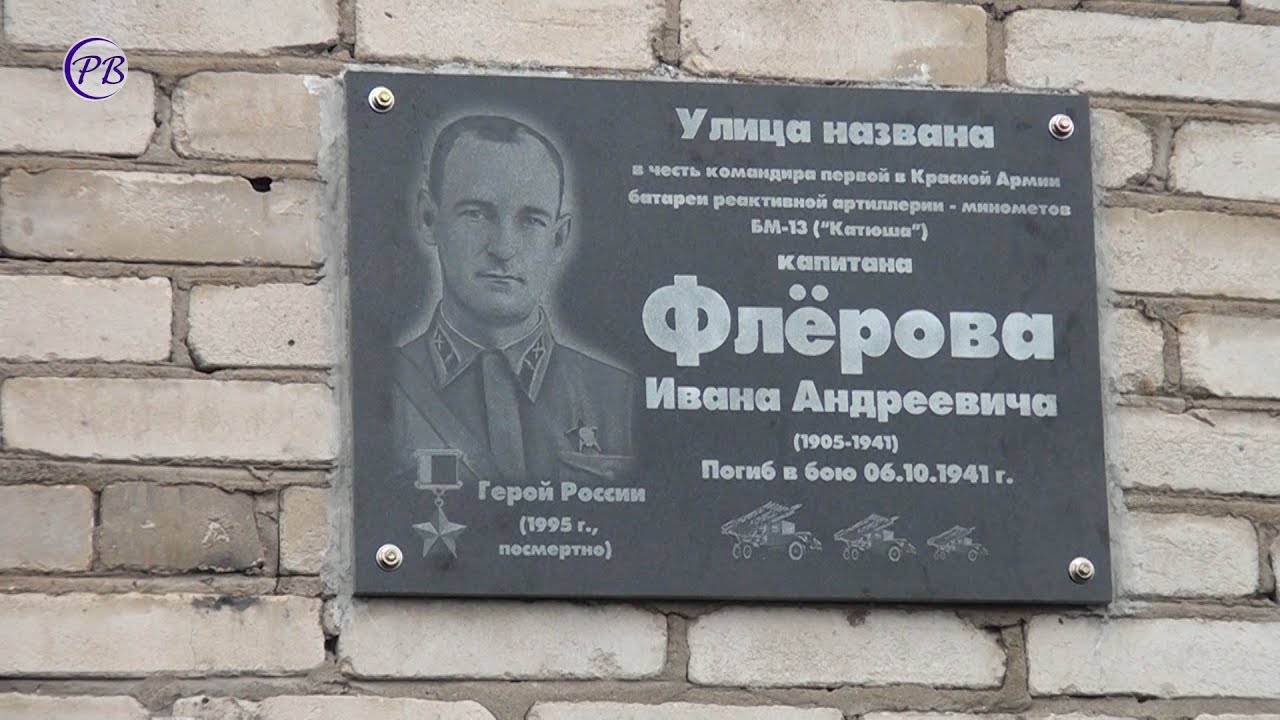 РВ
Улица названа
в честь командира первой в Красной Армии
батареи реактивной артиллерии - минометов
БМ-13 ("Катюша")
капитана
Флёрова
Ивана Андреевича
(1905-1941)
Погиб в бою 06.10.1941 г.
Герой России
(1995 г.,
посмертно)